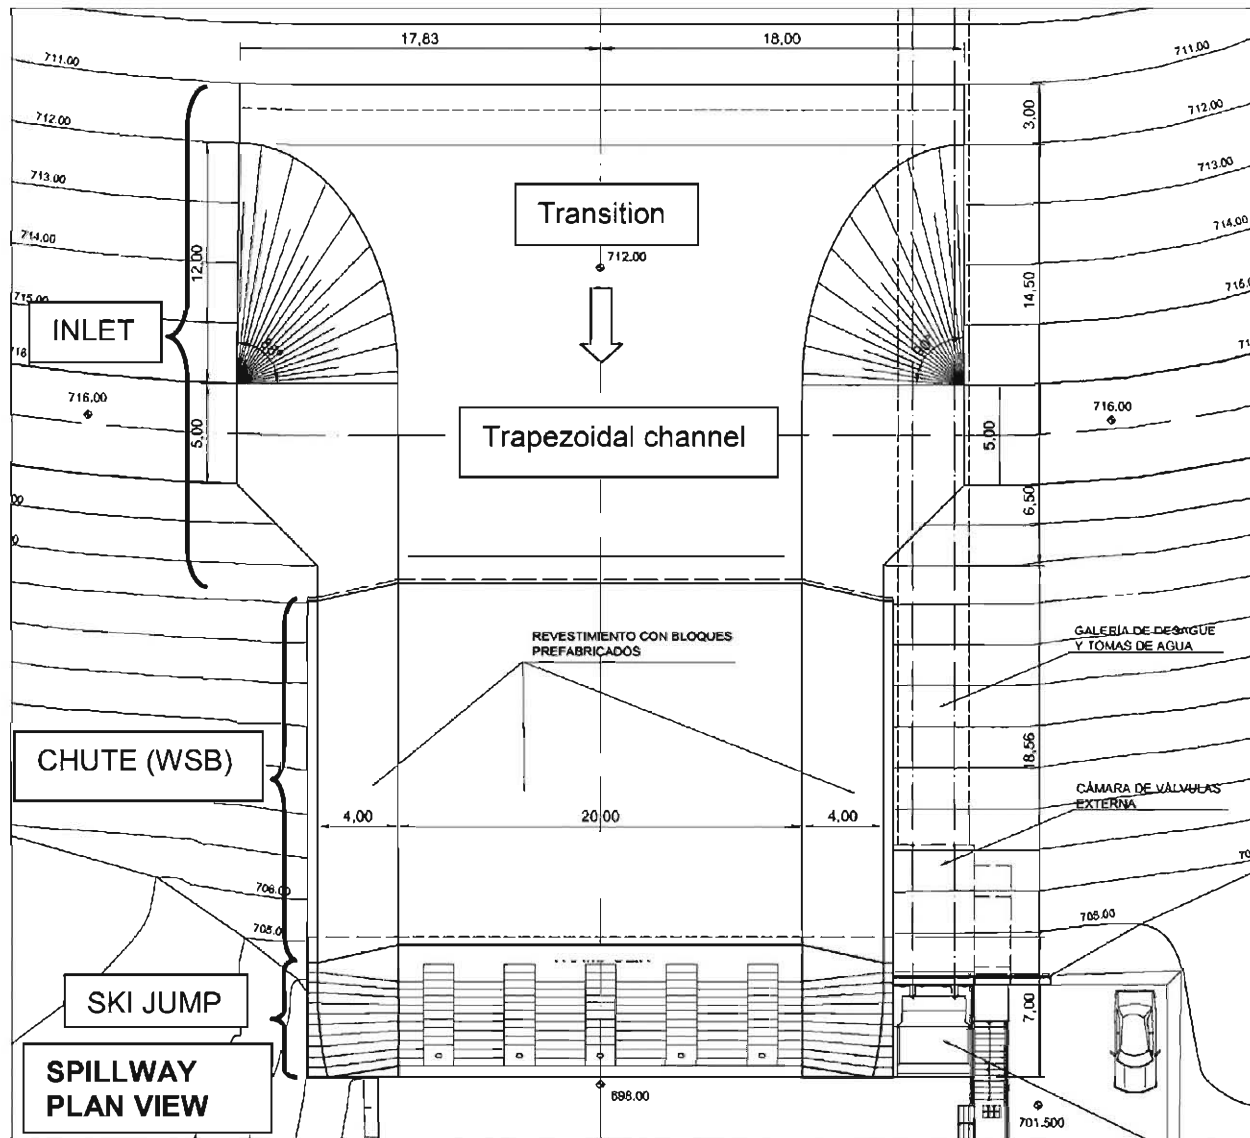 17,83
18,00
711.00
711.00
3,00
712.00
712.00
713.00
713.00
Transition
714.00
714.00
12,00
712.00
14,50
715.00
INLET
716.00
716.00
5,00
Trapezoidal channel
5,00
6,50
REVESTIMIENTO CON BLOQUES
PREFABRICADOS
GALERÍA DE DESAGUE
Y TOMAS DE AGUA
CHUTE (WSB)
18,56
CÁMARA DE VÁLVULAS
EXTERNA
4,00
20,00
4,00
706.00
705.0
705.00
SKI JUMP
7,00
SPILLWAY
PLAN VIEW
698.00
701.500